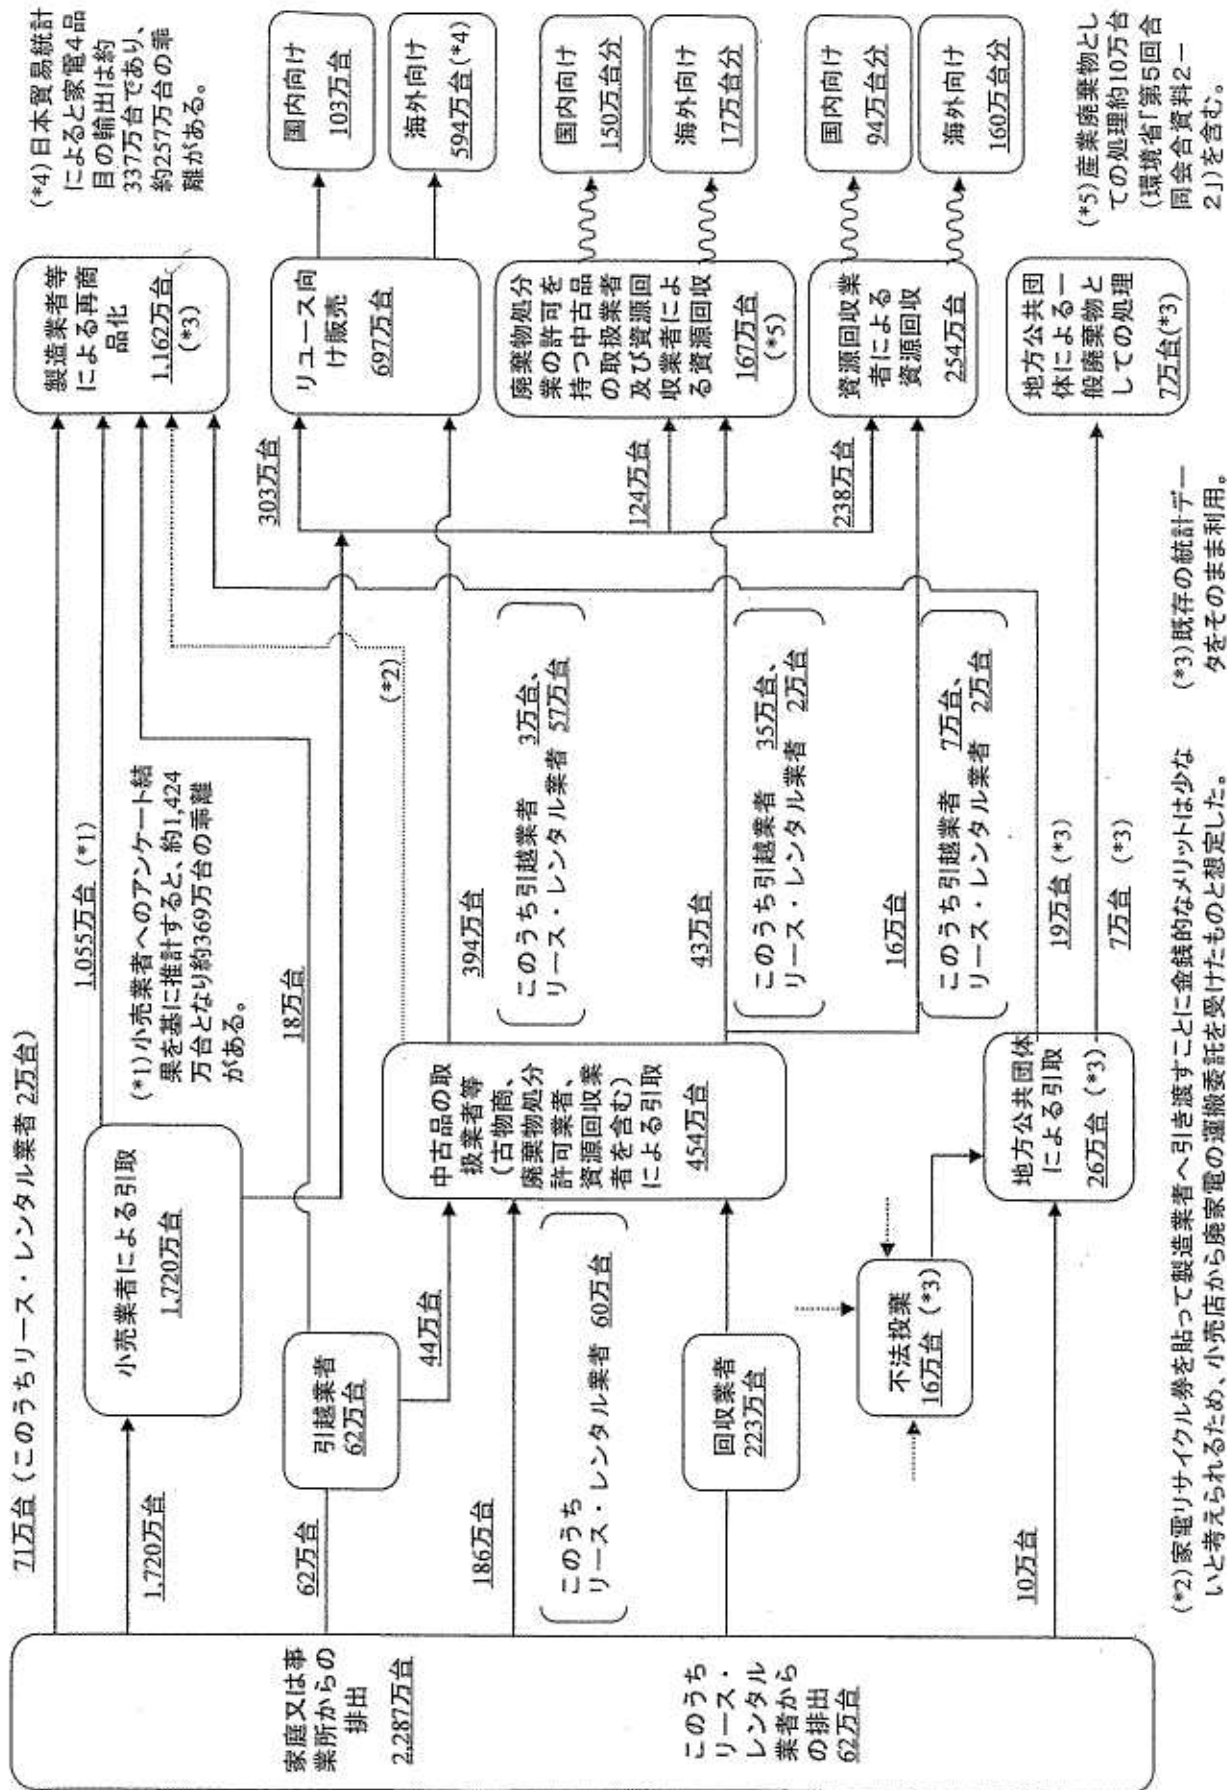 71万台（このうちリース・レンタル業者 2万台）
家庭又は事
業所からの
排出
2,287万台
このうち
リース・
レンタル
業者から
の排出
62万台
1,720万台
62万台
186万台
このうち
リース・レンタル業者 60万台
10万台
小売業者による引取
1,720万台
引越業者
62万台
44万台
回収業者
223万台
不法投棄
16万台 (*3)
1,055万台 (*1)
(*1)小売業者へのアンケート結
果を基に推計すると、約1,424
万台となり約369万台の乖離
がある。
18万台
中古品の取
扱業者等
(古物商、
廃棄物処分
許可業者、
資源回収業
者を含む)
による引取
454万台
地方公共団体
による引取
26万台 (*3)
(*2)
394万台
このうち引越業者 3万台、
リース・レンタル業者 57万台
43万台
このうち引越業者 35万台、
リース・レンタル業者 2万台
16万台
このうち引越業者 7万台、
リース・レンタル業者 2万台
19万台 (*3)
7万台 (*3)
303万台
124万台
238万台
製造業者等
による再商
品化
1,162万台
(*3)
リユース向
け販売
697万台
廃棄物処分
業の許可を
持つ中古品
の取扱業者
及び資源回
収業者によ
る資源回収
167万台
(*5)
資源回収業
者による
資源回収
254万台
地方公共団
体による一
般廃棄物と
しての処理
7万台(*3)
(*4)日本貿易統計
によると家電4品
目の輸出は約
337万台であり、
約257万台の乖
離がある。
国内向け
103万台
海外向け
594万台(*4)
国内向け
150万台分
海外向け
17万台分
国内向け
94万台分
海外向け
160万台分
(*5)産業廃棄物とし
ての処理約10万台
(環境省「第5回合
同会合資料2－
2」)を含む。
(*2)家電リサイクル券を貼って製造業者へ引き渡すことに金銭的なメリットは少な
いと考えられるため、小売店から廃家電の運搬委託を受けたものと想定した。
(*3)既存の統計デー
タをそのまま利用。